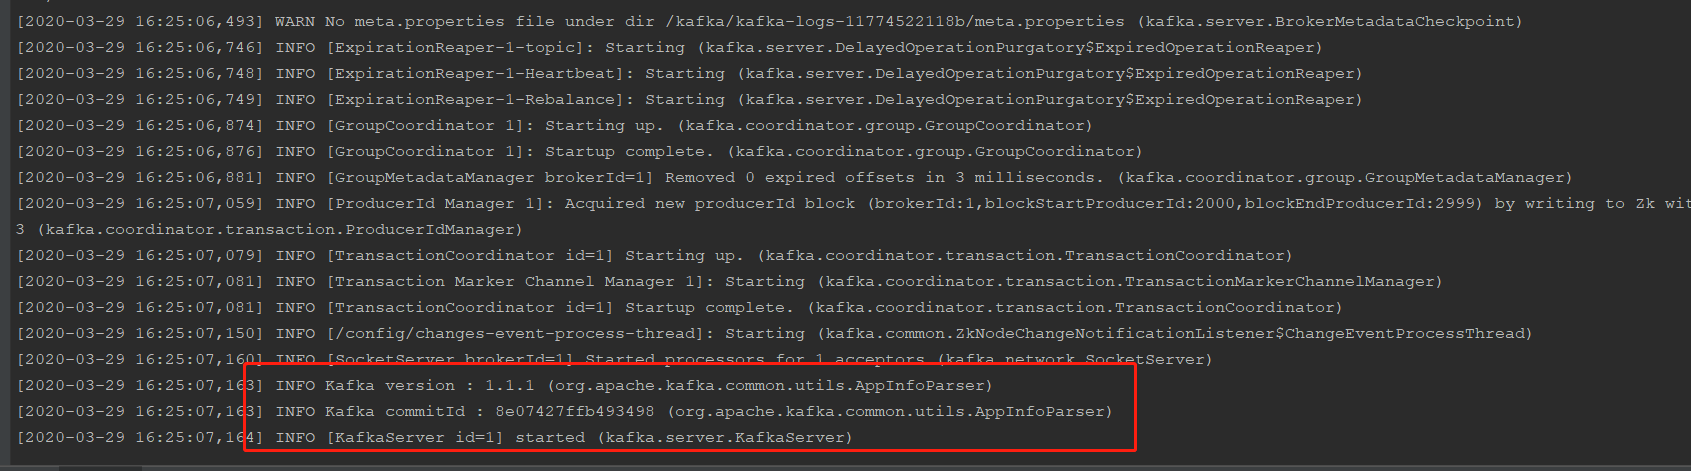 [2020-03-29 16:25:06,493] WARN No meta.properties file under dir /kafka/kafka-logs-11774522118b/meta.properties (kafka.server.BrokerMetadataCheckpoint)
[2020-03-29 16:25:06,746] INFO [ExpirationReaper-1-topic]: Starting (kafka.server.DelayedOperationPurgatory$ExpiredOperationReaper)
[2020-03-29 16:25:06,748] INFO [ExpirationReaper-1-Heartbeat]: Starting (kafka.server.DelayedOperationPurgatory$ExpiredOperationReaper)
[2020-03-29 16:25:06,749] INFO [ExpirationReaper-1-Rebalance]: Starting (kafka.server.DelayedOperationPurgatory$ExpiredOperationReaper)
[2020-03-29 16:25:06,874] INFO [GroupCoordinator 1]: Starting up. (kafka.coordinator.group.GroupCoordinator)
[2020-03-29 16:25:06,876] INFO [GroupCoordinator 1]: Startup complete. (kafka.coordinator.group.GroupCoordinator)
[2020-03-29 16:25:06,881] INFO [GroupMetadataManager brokerId=1] Removed 0 expired offsets in 3 milliseconds. (kafka.coordinator.group.GroupMetadataManager)
[2020-03-29 16:25:07,059] INFO [ProducerId Manager 1]: Acquired new producerId block (brokerId:1,blockStartProducerId:2000,blockEndProducerId:2999) by writing to Zk wit
3 (kafka.coordinator.transaction.ProducerIdManager)
[2020-03-29 16:25:07,079] INFO [TransactionCoordinator id=1] Starting up. (kafka.coordinator.transaction.TransactionCoordinator)
[2020-03-29 16:25:07,081] INFO [Transaction Marker Channel Manager 1]: Starting (kafka.coordinator.transaction.TransactionMarkerChannelManager)
[2020-03-29 16:25:07,081] INFO [TransactionCoordinator id=1] Startup complete. (kafka.coordinator.transaction.TransactionCoordinator)
[2020-03-29 16:25:07,150] INFO [/config/changes-event-process-thread]: Starting (kafka.common.ZkNodeChangeNotificationListener$ChangeEventProcessThread)
[2020-03-29 16:25:07,160] INFO [SocketServer brokerId=1] Started processors for 1 acceptors (kafka.network.SocketServer)
[2020-03-29 16:25:07,163] INFO Kafka version : 1.1.1 (org.apache.kafka.common.utils.AppInfoParser)
[2020-03-29 16:25:07,163] INFO Kafka commitId : 8e07427ffb493498 (org.apache.kafka.common.utils.AppInfoParser)
[2020-03-29 16:25:07,164] INFO [KafkaServer id=1] started (kafka.server.KafkaServer)